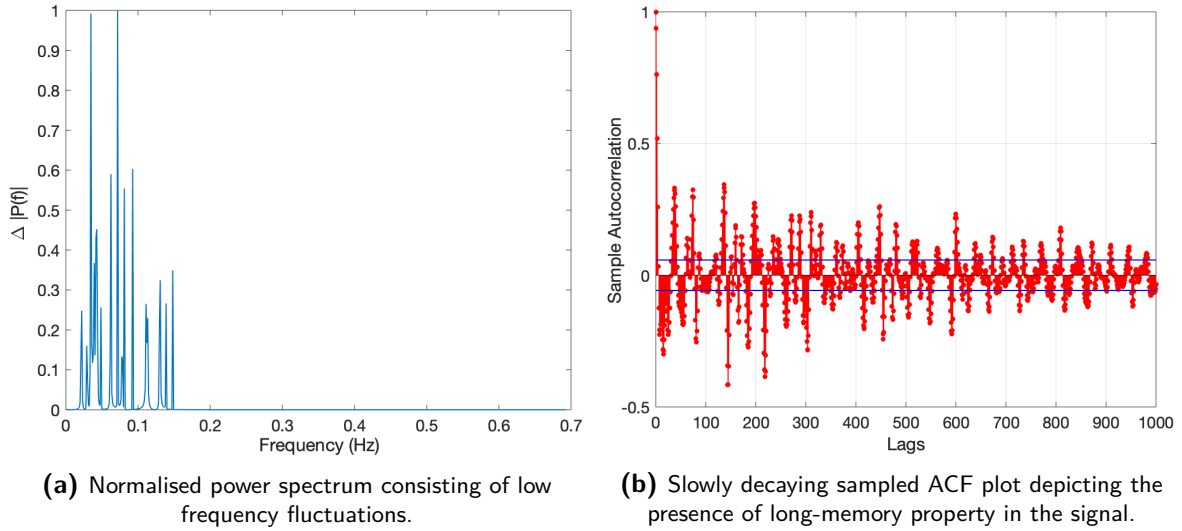 1
0.9
0.8
0.7
0.6
0.5
0.4
0.3
0.2
0.1
0
Δ |P(f)|
0 0.1 0.2 0.3 0.4 0.5 0.6 0.7
Frequency (Hz)
(a) Normalised power spectrum consisting of low
frequency fluctuations.
1
0.5
0
-0.5
Sample Autocorrelation
0 100 200 300 400 500 600 700 800 900 1000
Lags
(b) Slowly decaying sampled ACF plot depicting the
presence of long-memory property in the signal.